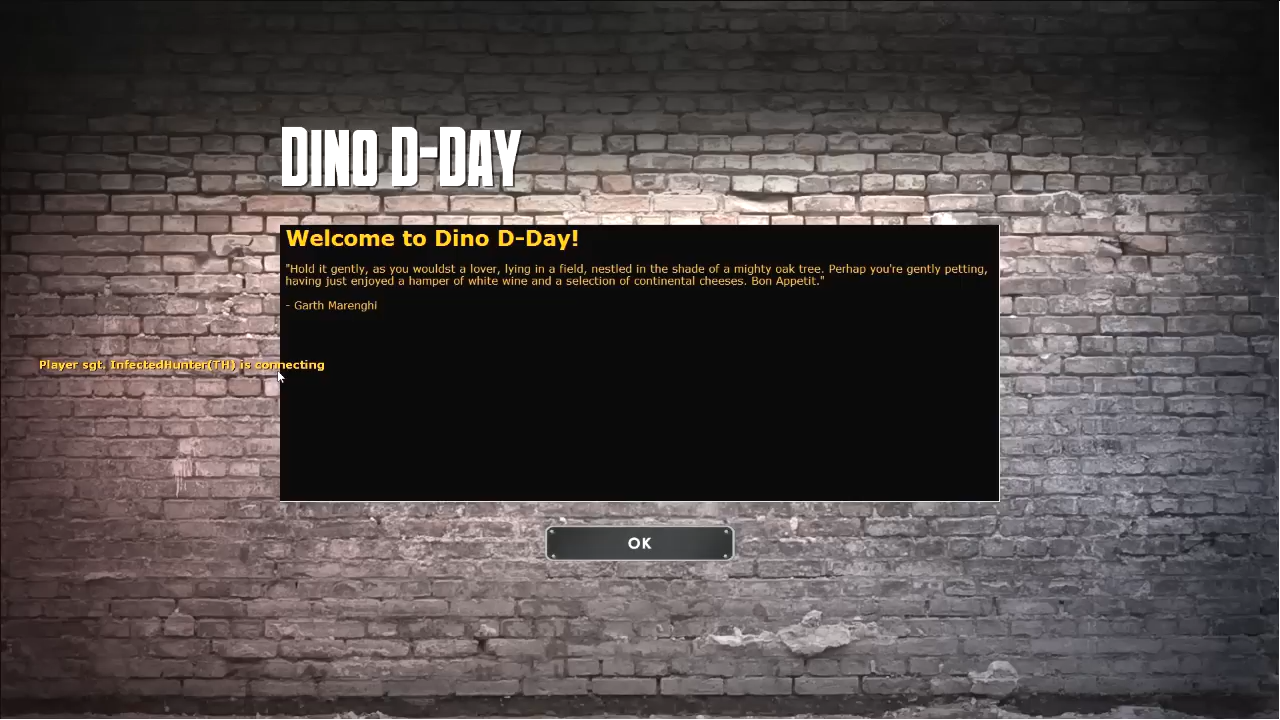 DINO D-DAY
Welcome to Dino D-Day!
"Hold it gently, as you wouldst a lover, lying in a field, nestled in the shade of a mighty oak tree. Perhap you're gently petting,
having just enjoyed a hamper of white wine and a selection of continental cheeses. Bon Appetit."
- Garth Marenghi
Player sgt. InfectedHunter(TH) is connecting
OK